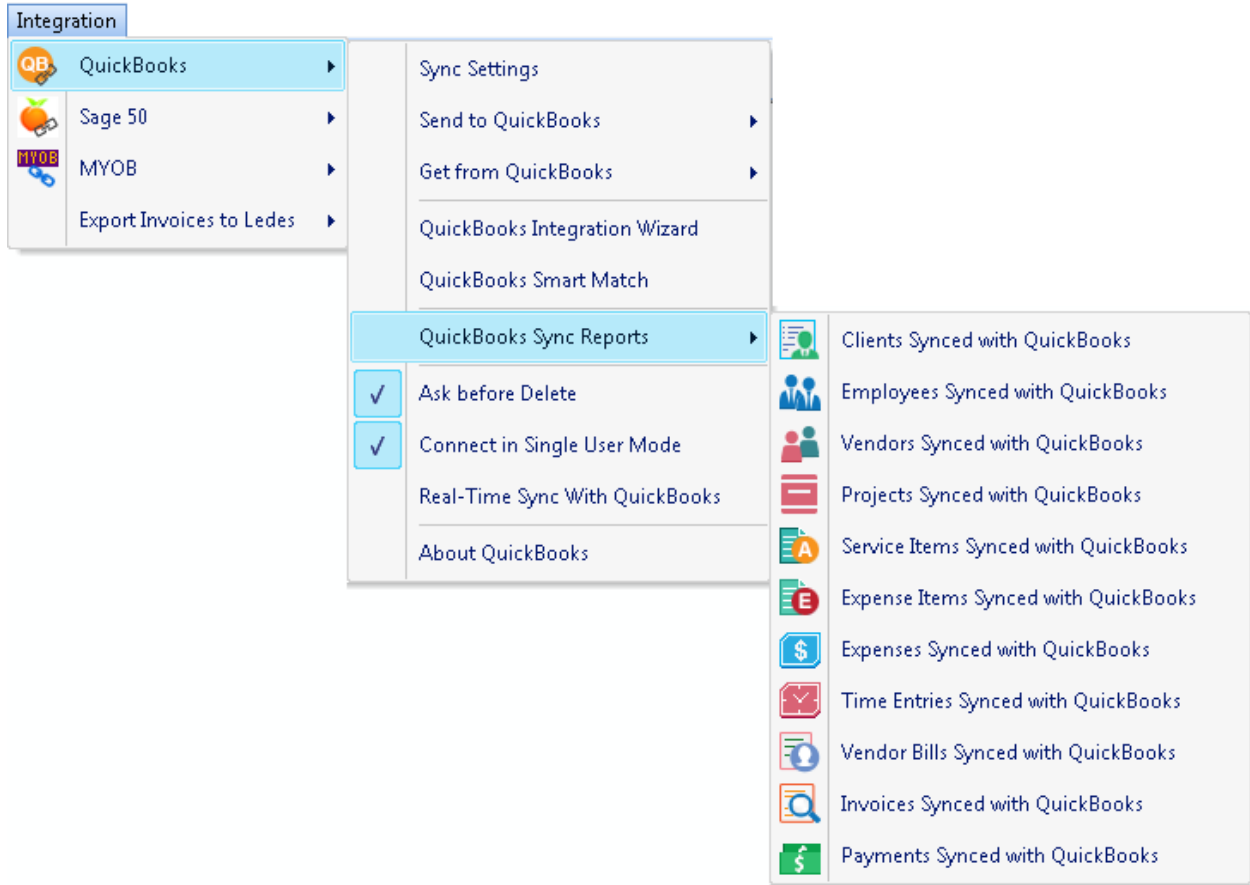 Integration
QB
QuickBooks
Sage 50
MYOB
MYOB
Export Invoices to Ledes
Sync Settings
Send to QuickBooks
Get from QuickBooks
QuickBooks Integration Wizard
QuickBooks Smart Match
QuickBooks Sync Reports
Ask before Delete
Connect in Single User Mode
Real-Time Sync With QuickBooks
About QuickBooks
Clients Synced with QuickBooks
Employees Synced with QuickBooks
Vendors Synced with QuickBooks
Projects Synced with QuickBooks
A
Service Items Synced with QuickBooks
E
Expense Items Synced with QuickBooks
$
Expenses Synced with QuickBooks
Time Entries Synced with QuickBooks
Vendor Bills Synced with QuickBooks
Invoices Synced with QuickBooks
$
Payments Synced with QuickBooks